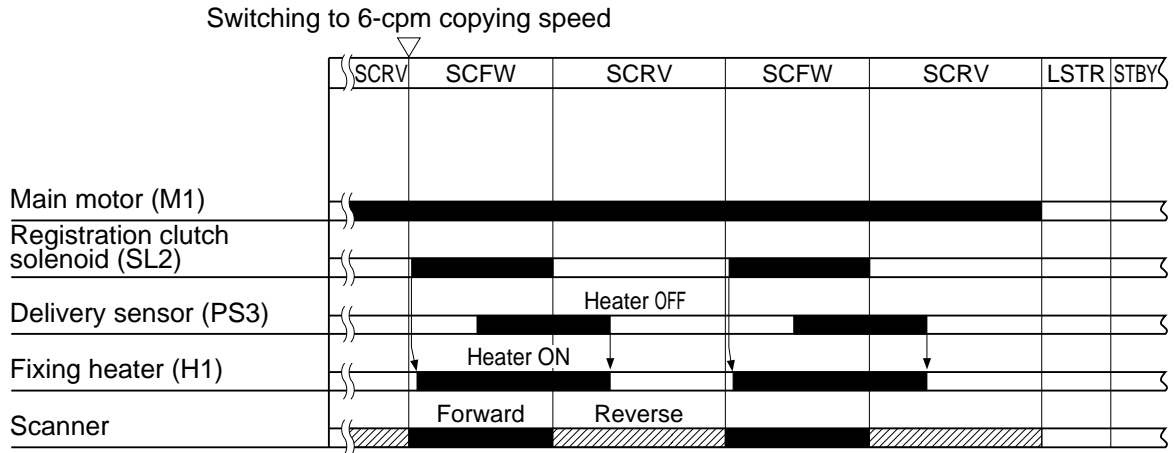 Switching to 6-cpm copying speed
SCRV SCFW SCRV SCFW SCRV LSTR STBY
Main motor (M1)
Registration clutch
solenoid (SL2)
Heater OFF
Delivery sensor (PS3)
Heater ON
Fixing heater (H1)
Forward Reverse
Scanner